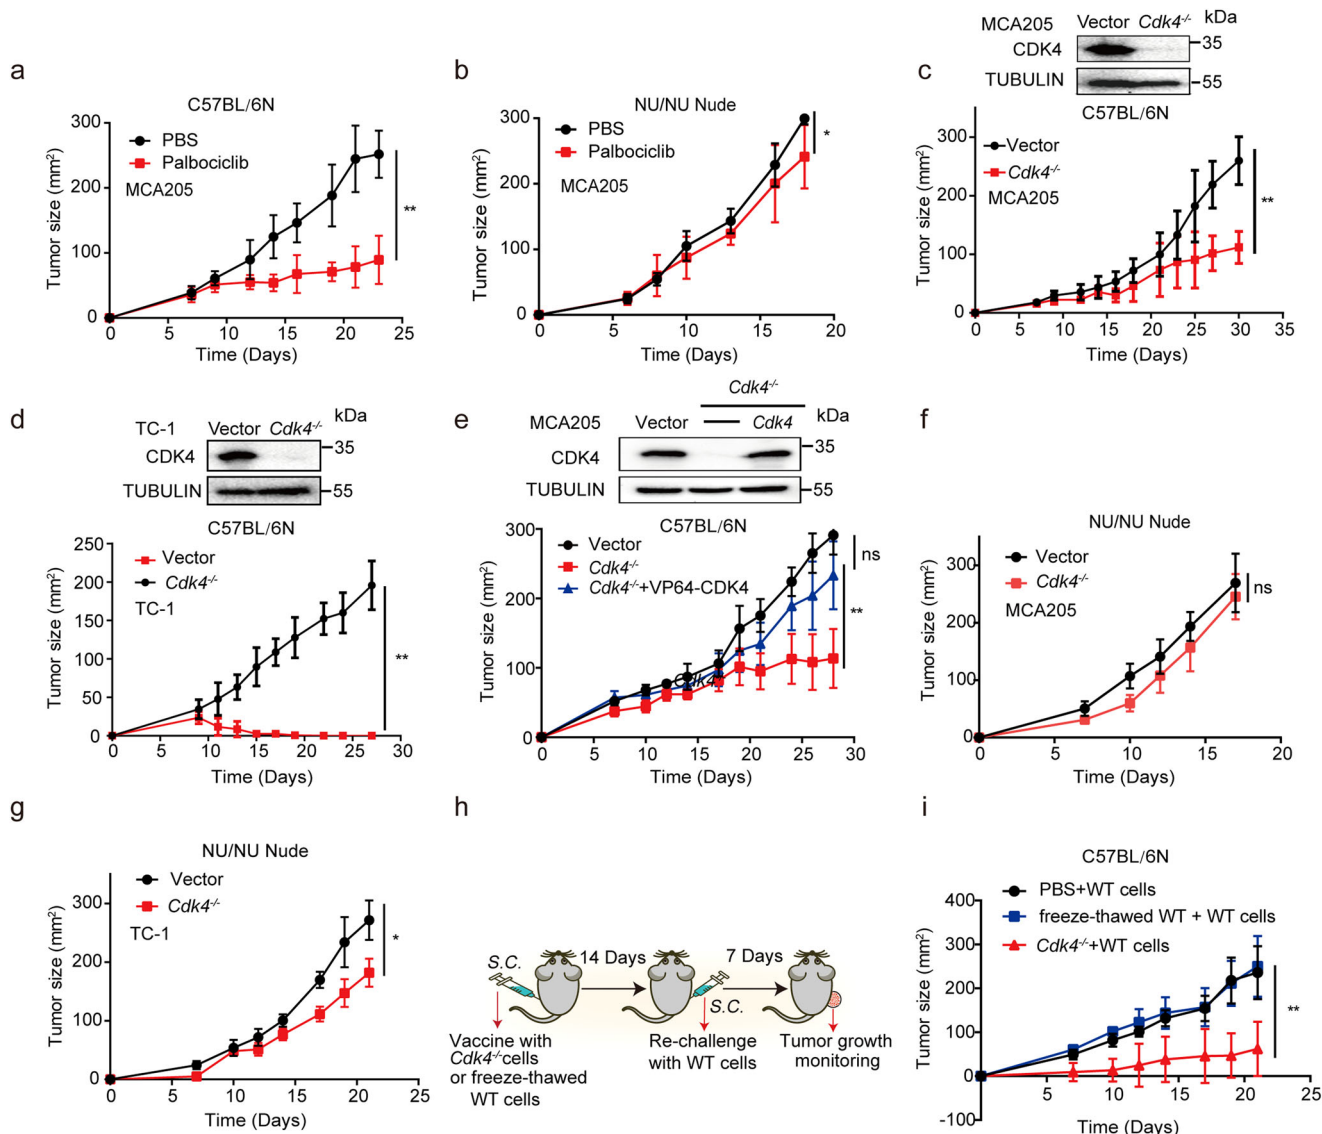 a
C57BL/6N
PBS
Palbociclib
MCA205
Tumor size (mm²)
300
200
100
0
0 5 10 15 20 25
Time (Days)
**
b
NU/NU Nude
PBS
Palbociclib
MCA205
Tumor size (mm²)
300
200
100
0
0 5 10 15 20
Time (Days)
*
c
MCA205 Vector Cdk4-/- kDa
CDK4 35
TUBULIN 55
C57BL/6N
Vector
Cdk4-/-
MCA205
Tumor size (mm²)
300
200
100
0
0 5 10 15 20 25 30 35
Time (Days)
**
d
TC-1 Vector Cdk4-/- kDa
CDK4 35
TUBULIN 55
C57BL/6N
Vector
Cdk4-/-
TC-1
Tumor size (mm²)
250
200
150
100
50
0
0 5 10 15 20 25 30
Time (Days)
**
e
Cdk4-/-
MCA205 Vector — Cdk4 kDa
CDK4 35
TUBULIN 55
C57BL/6N
Vector
Cdk4-/-
Cdk4-/-+VP64-CDK4
Cdk4
Tumor size (mm²)
300
200
100
0
0 5 10 15 20 25 30
Time (Days)
ns
**
f
NU/NU Nude
Vector
Cdk4-/-
MCA205
Tumor size (mm²)
300
200
100
0
0 5 10 15 20
Time (Days)
ns
g
NU/NU Nude
Vector
Cdk4-/-
TC-1
Tumor size (mm²)
300
200
100
0
0 5 10 15 20 25
Time (Days)
*
h
S.C.
14 Days
7 Days
S.C.
Vaccine with
Cdk4-/-cells
or freeze-thawed
WT cells
Re-challenge
with WT cells
Tumor growth
monitoring
i
C57BL/6N
PBS+WT cells
freeze-thawed WT + WT cells
Cdk4-/-+WT cells
Tumor size (mm²)
400
300
200
100
0
-100
5 10 15 20 25
Time (Days)
**